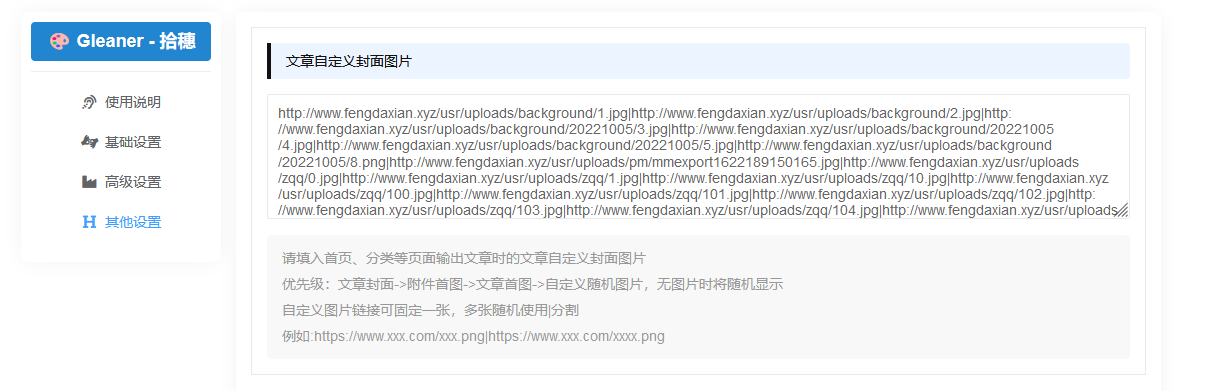 Gleaner - 拾穗
使用说明
基础设置
高级设置
其他设置
文章自定义封面图片
http://www.fengdaxian.xyz/usr/uploads/background/1.jpg|http://www.fengdaxian.xyz/usr/uploads/background/2.jpg|http:
//www.fengdaxian.xyz/usr/uploads/background/20221005/3.jpg|http://www.fengdaxian.xyz/usr/uploads/background/20221005
/4.jpg|http://www.fengdaxian.xyz/usr/uploads/background/20221005/5.jpg|http://www.fengdaxian.xyz/usr/uploads/background
/20221005/8.png|http://www.fengdaxian.xyz/usr/uploads/pm/mmexport1622189150165.jpg|http://www.fengdaxian.xyz/usr/uploads
/zqq/0.jpg|http://www.fengdaxian.xyz/usr/uploads/zqq/1.jpg|http://www.fengdaxian.xyz/usr/uploads/zqq/10.jpg|http://www.fengdaxian.xyz
/usr/uploads/zqq/100.jpg|http://www.fengdaxian.xyz/usr/uploads/zqq/101.jpg|http://www.fengdaxian.xyz/usr/uploads/zqq/102.jpg|http:
//www.fengdaxian.xyz/usr/uploads/zqq/103.jpg|http://www.fengdaxian.xyz/usr/uploads/zqq/104.jpg|http://www.fengdaxian.xyz/usr/uploads
请填入首页、分类等页面输出文章时的文章自定义封面图片
优先级：文章封面->附件首图->文章首图->自定义随机图片，无图片时将随机显示
自定义图片链接可固定一张，多张随机使用|分割
例如:https://www.xxx.com/xxx.png|https://www.xxx.com/xxxx.png